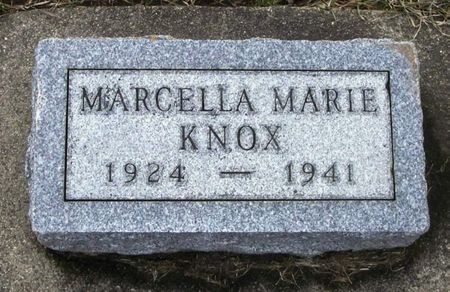 MARCELLA MARIE
KNOX
1924 — 1941